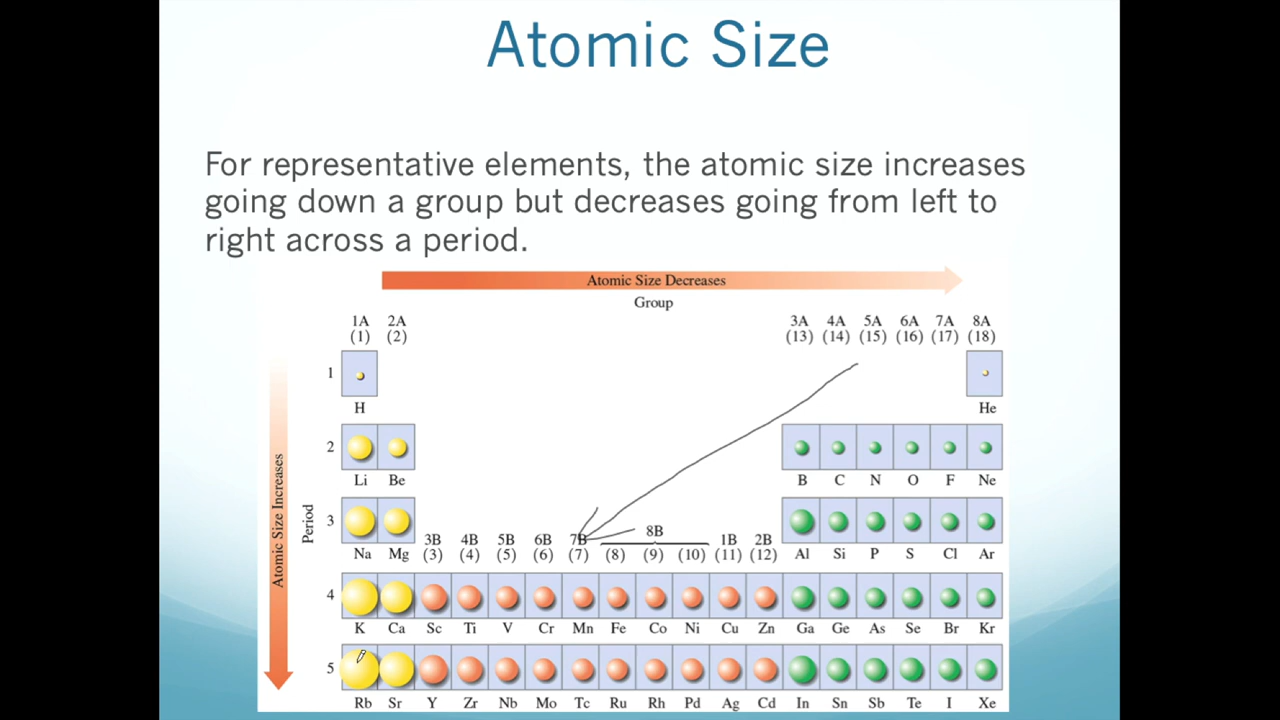 Atomic Size
For representative elements, the atomic size increases
going down a group but decreases going from left to
right across a period.
Atomic Size Decreases
Group
1A 2A 3A 4A 5A 6A 7A 8A
(1) (2) (13) (14) (15) (16) (17) (18)
1
H He
2
Li Be B C N O F Ne
Atomic Size Increases
Period
3
8B
3B 4B 5B 6B 7B 1B 2B
(3) (4) (5) (6) (7) (8) (9) (10) (11) (12)
Na Mg Al Si P S Cl Ar
4
K Ca Sc Ti V Cr Mn Fe Co Ni Cu Zn Ga Ge As Se Br Kr
5
Rb Sr Y Zr Nb Mo Tc Ru Rh Pd Ag Cd In Sn Sb Te I Xe